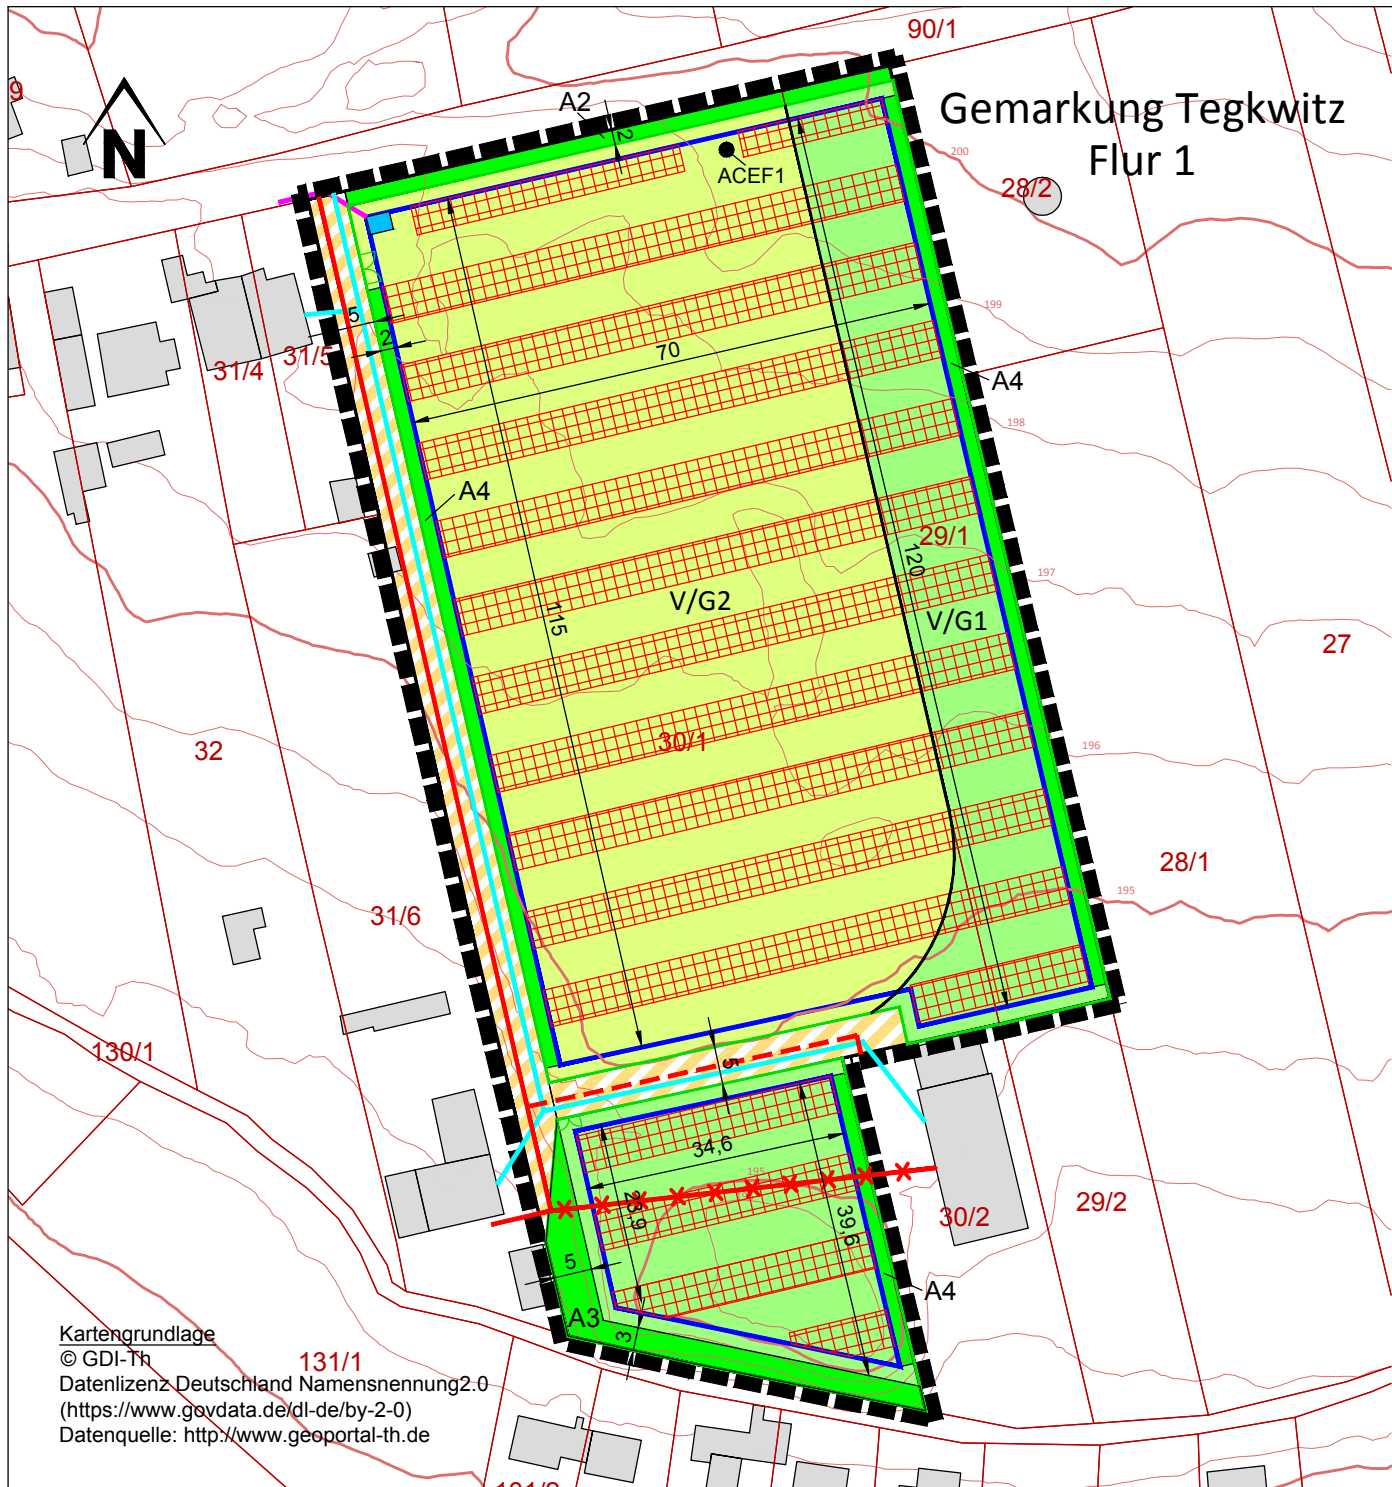 90/1
9
A2
2
Gemarkung Tegkwitz
Flur 1
N
ACEF1
200
28/2
199
5
2
70
31/4
31/5
A4
198
A4
29/1
120
197
V/G2
115
V/G1
27
30/1
32
196
28/1
195
31/6
130/1
5
34,6
195
23,9
39,6
30/2
29/2
5
A4
A3
3
Kartengrundlage
© GDI-Th
131/1
Datenlizenz Deutschland Namensnennung2.0
(https://www.govdata.de/dl-de/by-2-0)
Datenquelle: http://www.geoportal-th.de